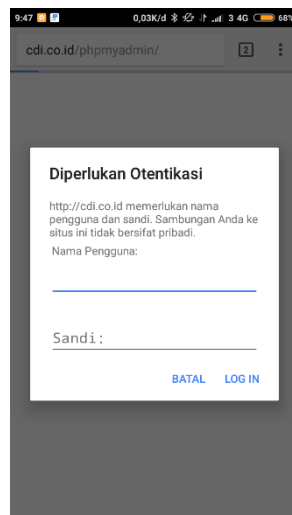 9:47 0,03K/d 3 4G 68%
cdi.co.id/phpmyadmin/ 2
Diperlukan Otentikasi
http://cdi.co.id memerlukan nama
pengguna dan sandi. Sambungan Anda ke
situs ini tidak bersifat pribadi.
Nama Pengguna:
Sandi:
BATAL LOG IN